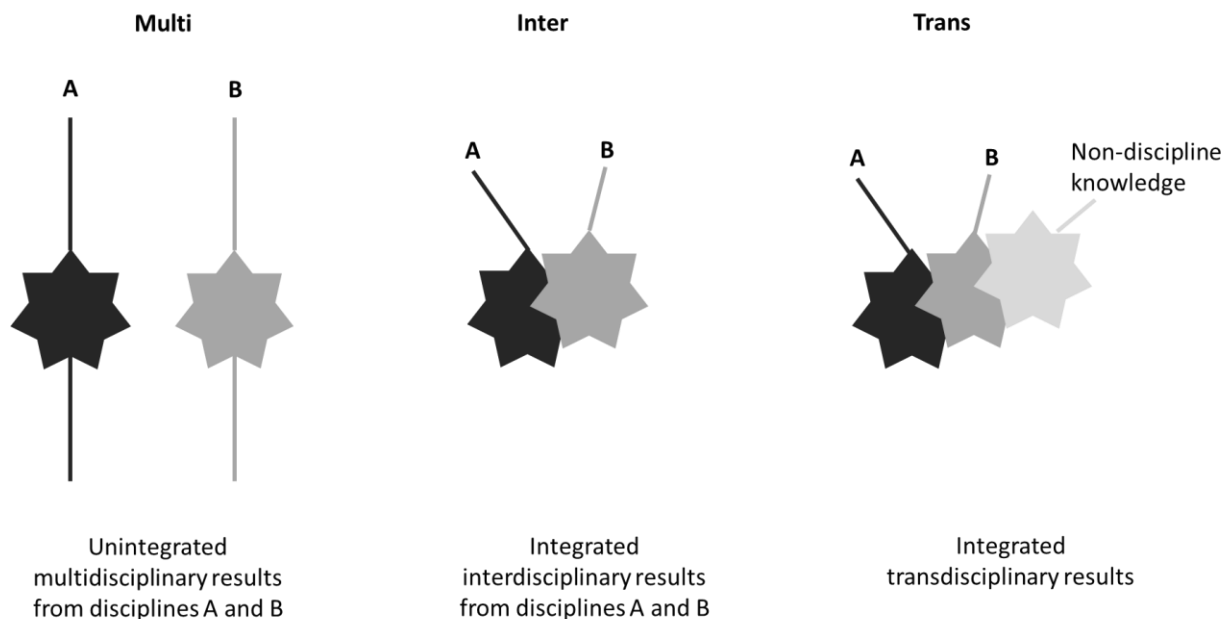 Multi
Inter
Trans
A
B
A
B
A
B
Non-discipline
knowledge
Unintegrated
multidisciplinary results
from disciplines A and B
Integrated
interdisciplinary results
from disciplines A and B
Integrated
transdisciplinary results